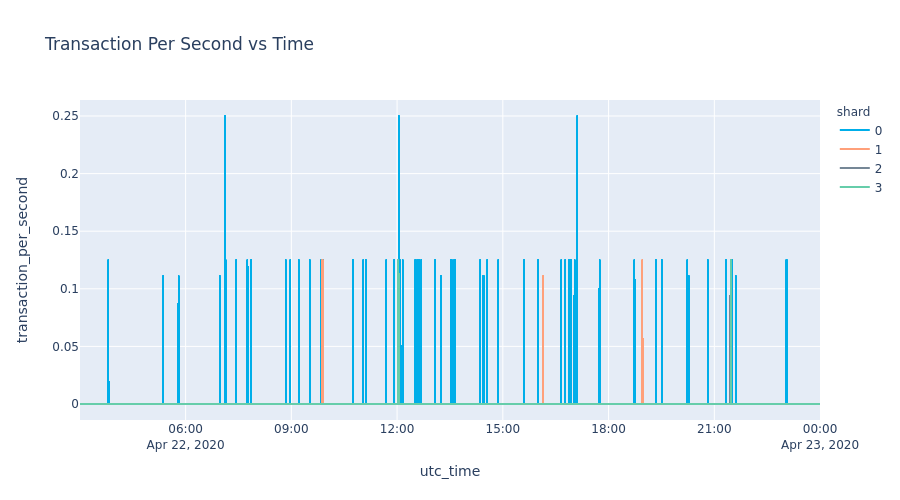 Transaction Per Second vs Time
shard
0
1
2
3
transaction_per_second
0.25
0.2
0.15
0.1
0.05
0
06:00
09:00
12:00
15:00
18:00
21:00
00:00
Apr 22, 2020
Apr 23, 2020
utc_time